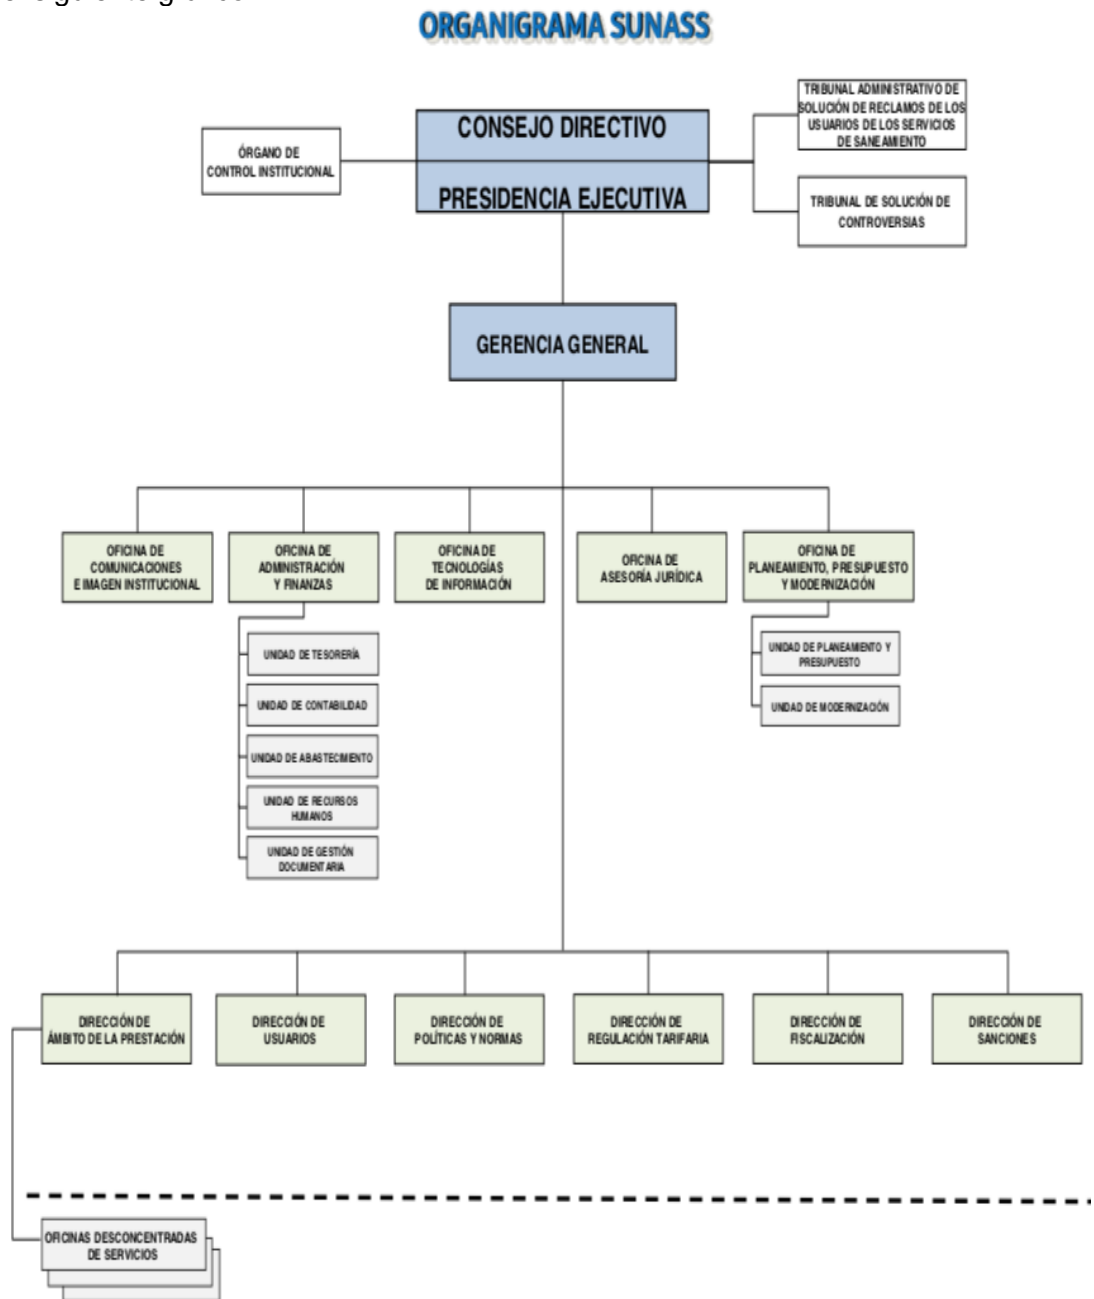 ORGANIGRAMA SUNASS
CONSEJO DIRECTIVO
PRESIDENCIA EJECUTIVA
ÓRGANO DE
CONTROL INSTITUCIONAL
TRIBUNAL ADMINISTRATIVO DE
SOLUCIÓN DE RECLAMOS DE LOS
USUARIOS DE LOS SERVICIOS
DE SANEAMIENTO
TRIBUNAL DE SOLUCIÓN DE
CONTROVERSIAS
GERENCIA GENERAL
OFICINA DE
COMUNICACIONES
E IMAGEN INSTITUCIONAL
OFICINA DE
ADMINISTRACIÓN
Y FINANZAS
OFICINA DE
TECNOLOGÍAS
DE INFORMACIÓN
OFICINA DE
ASESORÍA JURÍDICA
OFICINA DE
PLANEAMIENTO, PRESUPUESTO
Y MODERNIZACIÓN
UNIDAD DE TESORERÍA
UNIDAD DE CONTABILIDAD
UNIDAD DE ABASTECIMIENTO
UNIDAD DE RECURSOS
HUMANOS
UNIDAD DE GESTIÓN
DOCUMENTARIA
UNIDAD DE PLANEAMIENTO Y
PRESUPUESTO
UNIDAD DE MODERNIZACIÓN
DIRECCIÓN DE
ÁMBITO DE LA PRESTACIÓN
DIRECCIÓN DE
USUARIOS
DIRECCIÓN DE
POLÍTICAS Y NORMAS
DIRECCIÓN DE
REGULACIÓN TARIFARIA
DIRECCIÓN DE
FISCALIZACIÓN
DIRECCIÓN DE
SANCIONES
OFICINAS DESCONCENTRADAS
DE SERVICIOS